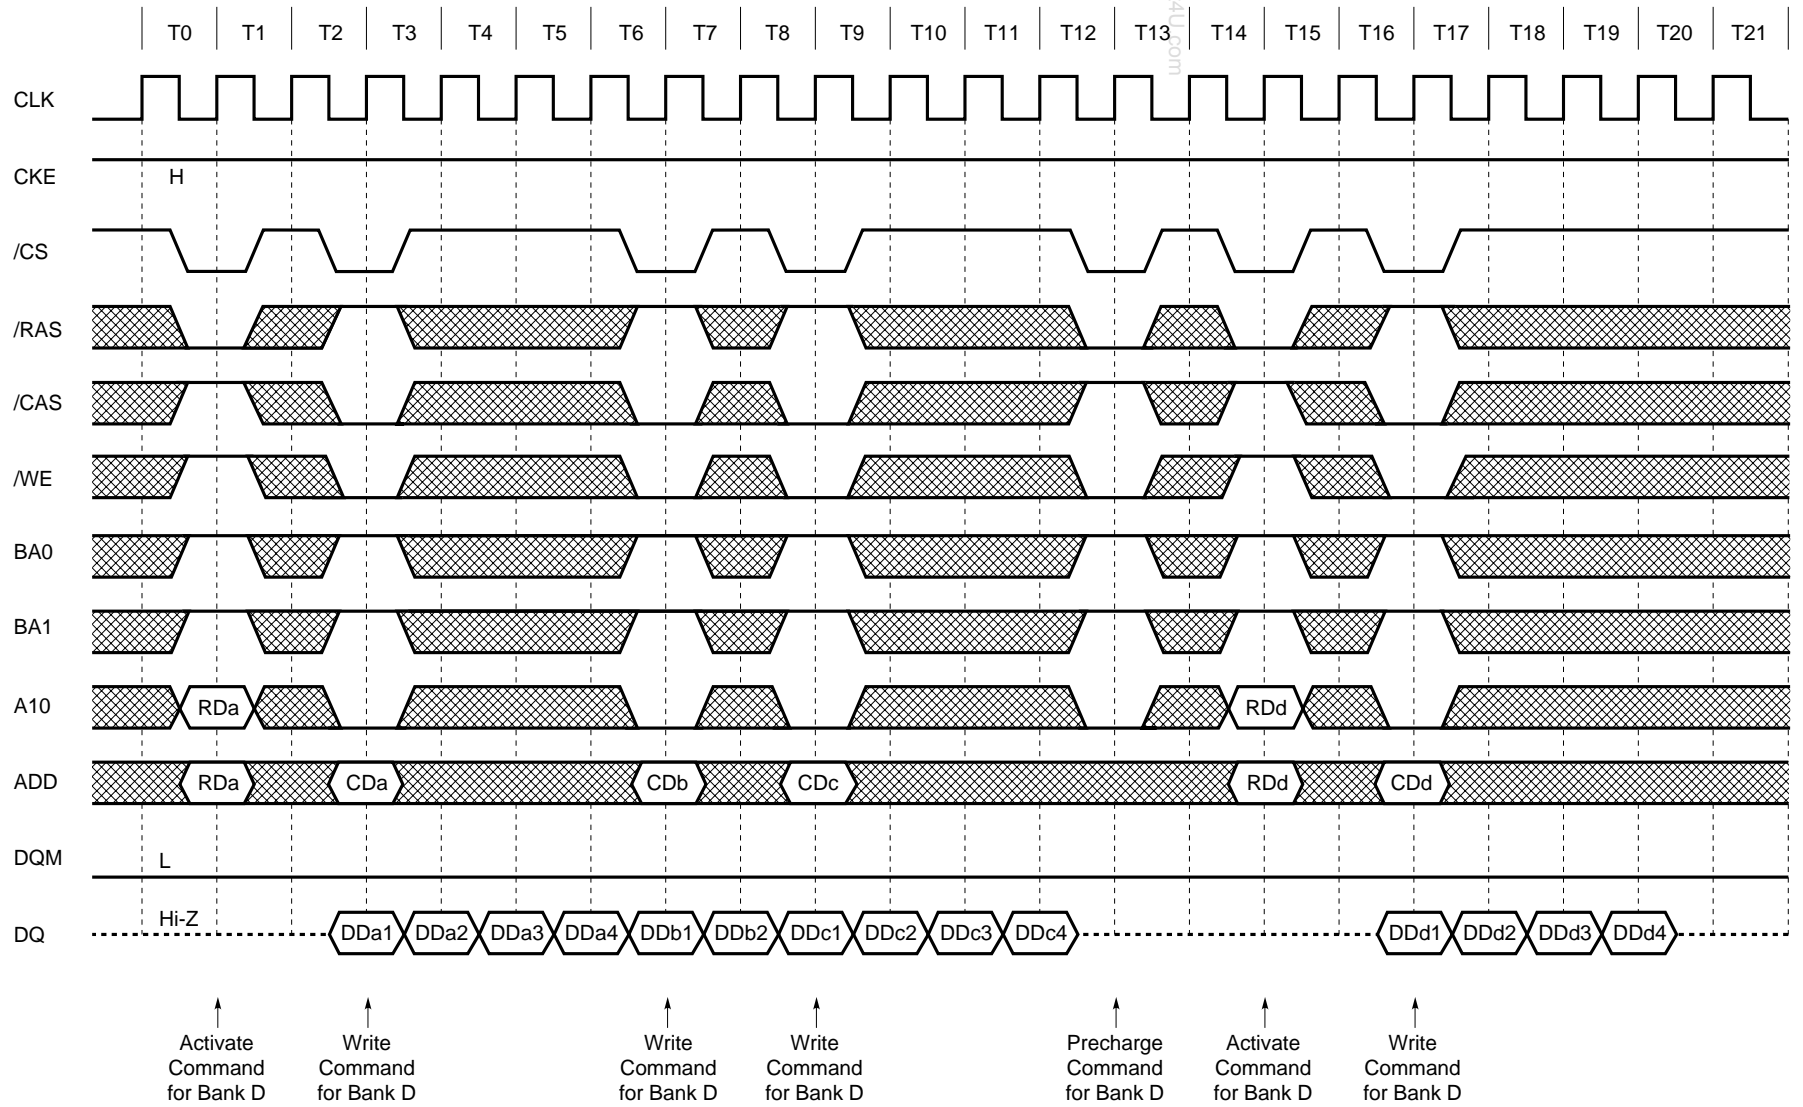 T0 T1 T2 T3 T4 T5 T6 T7 T8 T9 T10 T11 T12 T13 T14 T15 T16 T17 T18 T19 T20 T21
4U.com
CLK
CKE H
/CS
/RAS
/CAS
/WE
BA0
BA1
A10 RDa RDd
ADD RDa CDa CDb CDc RDd CDd
DQM L
DQ Hi-Z DDa1 DDa2 DDa3 DDa4 DDb1 DDb2 DDc1 DDc2 DDc3 DDc4 DDd1 DDd2 DDd3 DDd4
Activate
Command
for Bank D
Write
Command
for Bank D
Write
Command
for Bank D
Write
Command
for Bank D
Precharge
Command
for Bank D
Activate
Command
for Bank D
Write
Command
for Bank D